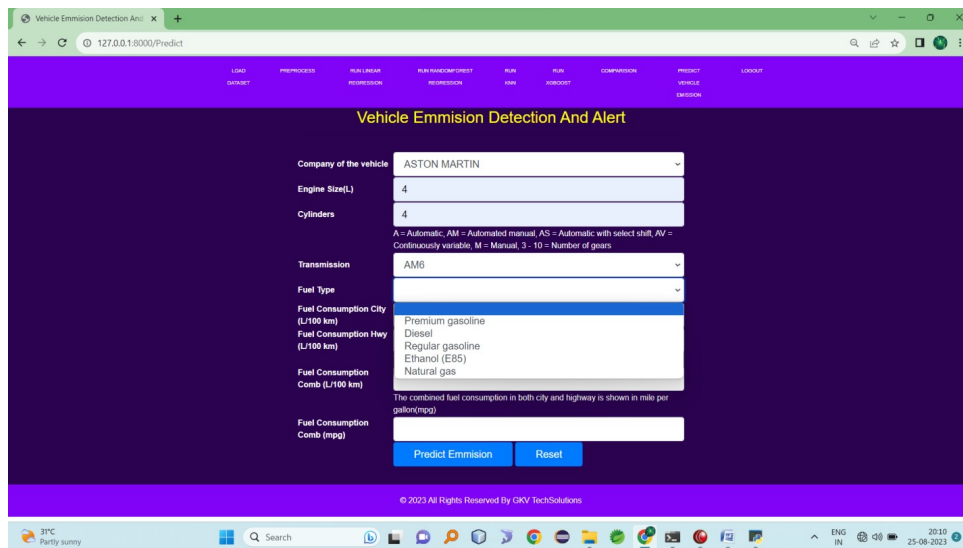 Vehicle Emmision Detection And
127.0.0.1:8000/Predict
LOAD DATASET
PREPROCESS
RUN LINEAR REGRESSION
RUN RANDOMFOREST REGRESSION
RUN KNN
RUN XGBOOST
COMPARISION
PREDICT VEHICLE EMISSION
LOGOUT
Vehicle Emmision Detection And Alert
Company of the vehicle
ASTON MARTIN
Engine Size(L)
4
Cylinders
4
A = Automatic, AM = Automated manual, AS = Automatic with select shift, AV =
Continuously variable, M = Manual, 3 - 10 = Number of gears
Transmission
AM6
Fuel Type
Fuel Consumption City
(L/100 km)
Fuel Consumption Hwy
(L/100 km)
Premium gasoline
Diesel
Regular gasoline
Ethanol (E85)
Natural gas
Fuel Consumption
Comb (L/100 km)
The combined fuel consumption in both city and highway is shown in mile per
gallon(mpg)
Fuel Consumption
Comb (mpg)
Predict Emmision
Reset
© 2023 All Rights Reserved By GKV TechSolutions
31°C
Partly sunny
Search
ENG
IN
20:10
25-08-2023
2